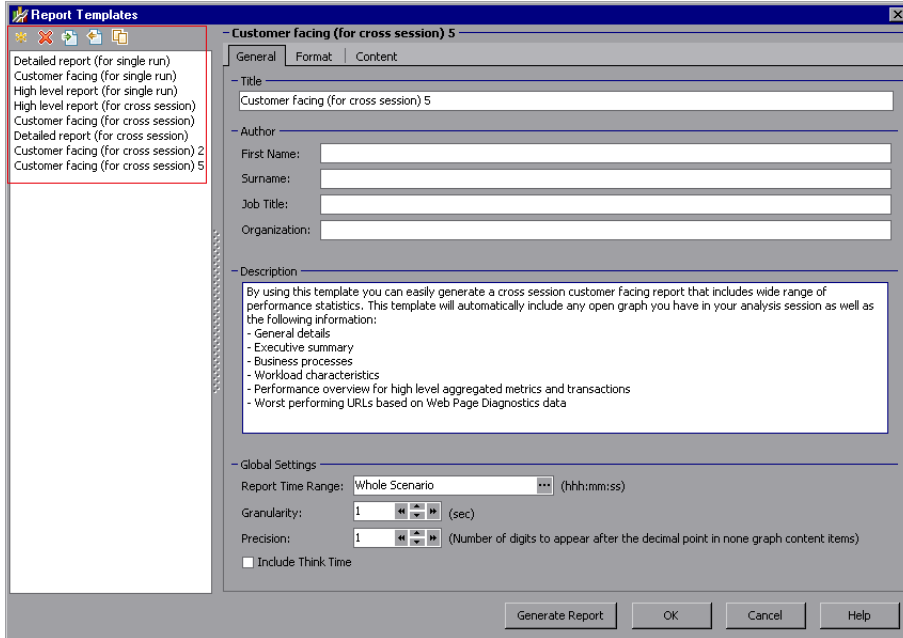 Report Templates
Detailed report (for single run)
Customer facing (for single run)
High level report (for single run)
High level report (for cross session)
Customer facing (for cross session)
Detailed report (for cross session)
Customer facing (for cross session) 2
Customer facing (for cross session) 5
Customer facing (for cross session) 5
General Format Content
Title
Customer facing (for cross session) 5
Author
First Name:
Surname:
Job Title:
Organization:
Description
By using this template you can easily generate a cross session customer facing report that includes wide range of
performance statistics. This template will automatically include any open graph you have in your analysis session as well as
the following information:
- General details
- Executive summary
- Business processes
- Workload characteristics
- Performance overview for high level aggregated metrics and transactions
- Worst performing URLs based on Web Page Diagnostics data
Global Settings
Report Time Range: Whole Scenario ... (hhh:mm:ss)
Granularity: 1 (sec)
Precision: 1 (Number of digits to appear after the decimal point in none graph content items)
Include Think Time
Generate Report OK Cancel Help